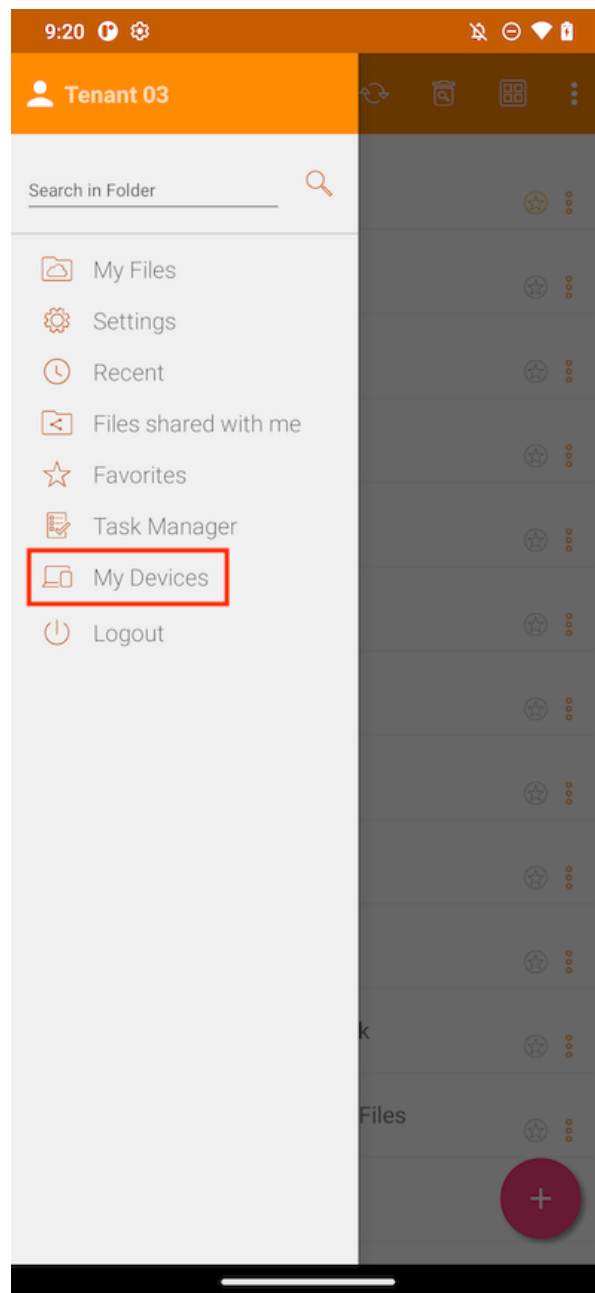 9:20
Tenant 03
Search in Folder
My Files
Settings
Recent
Files shared with me
Favorites
Task Manager
My Devices
Logout
k
Files